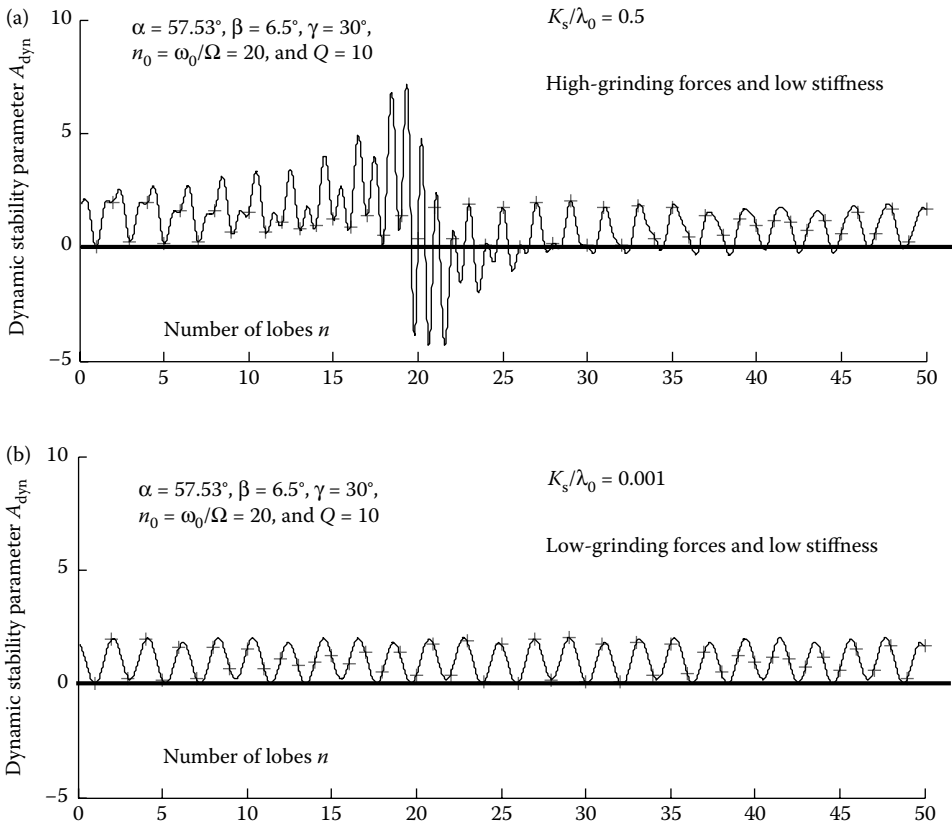 (a)
10
5
0
−5
Dynamic stability parameter A_dyn
α = 57.53°, β = 6.5°, γ = 30°,
n₀ = ω₀/Ω = 20, and Q = 10
K_s/λ₀ = 0.5
High-grinding forces and low stiffness
Number of lobes n
0 5 10 15 20 25 30 35 40 45 50
(b)
10
5
0
−5
Dynamic stability parameter A_dyn
α = 57.53°, β = 6.5°, γ = 30°,
n₀ = ω₀/Ω = 20, and Q = 10
K_s/λ₀ = 0.001
Low-grinding forces and low stiffness
Number of lobes n
0 5 10 15 20 25 30 35 40 45 50